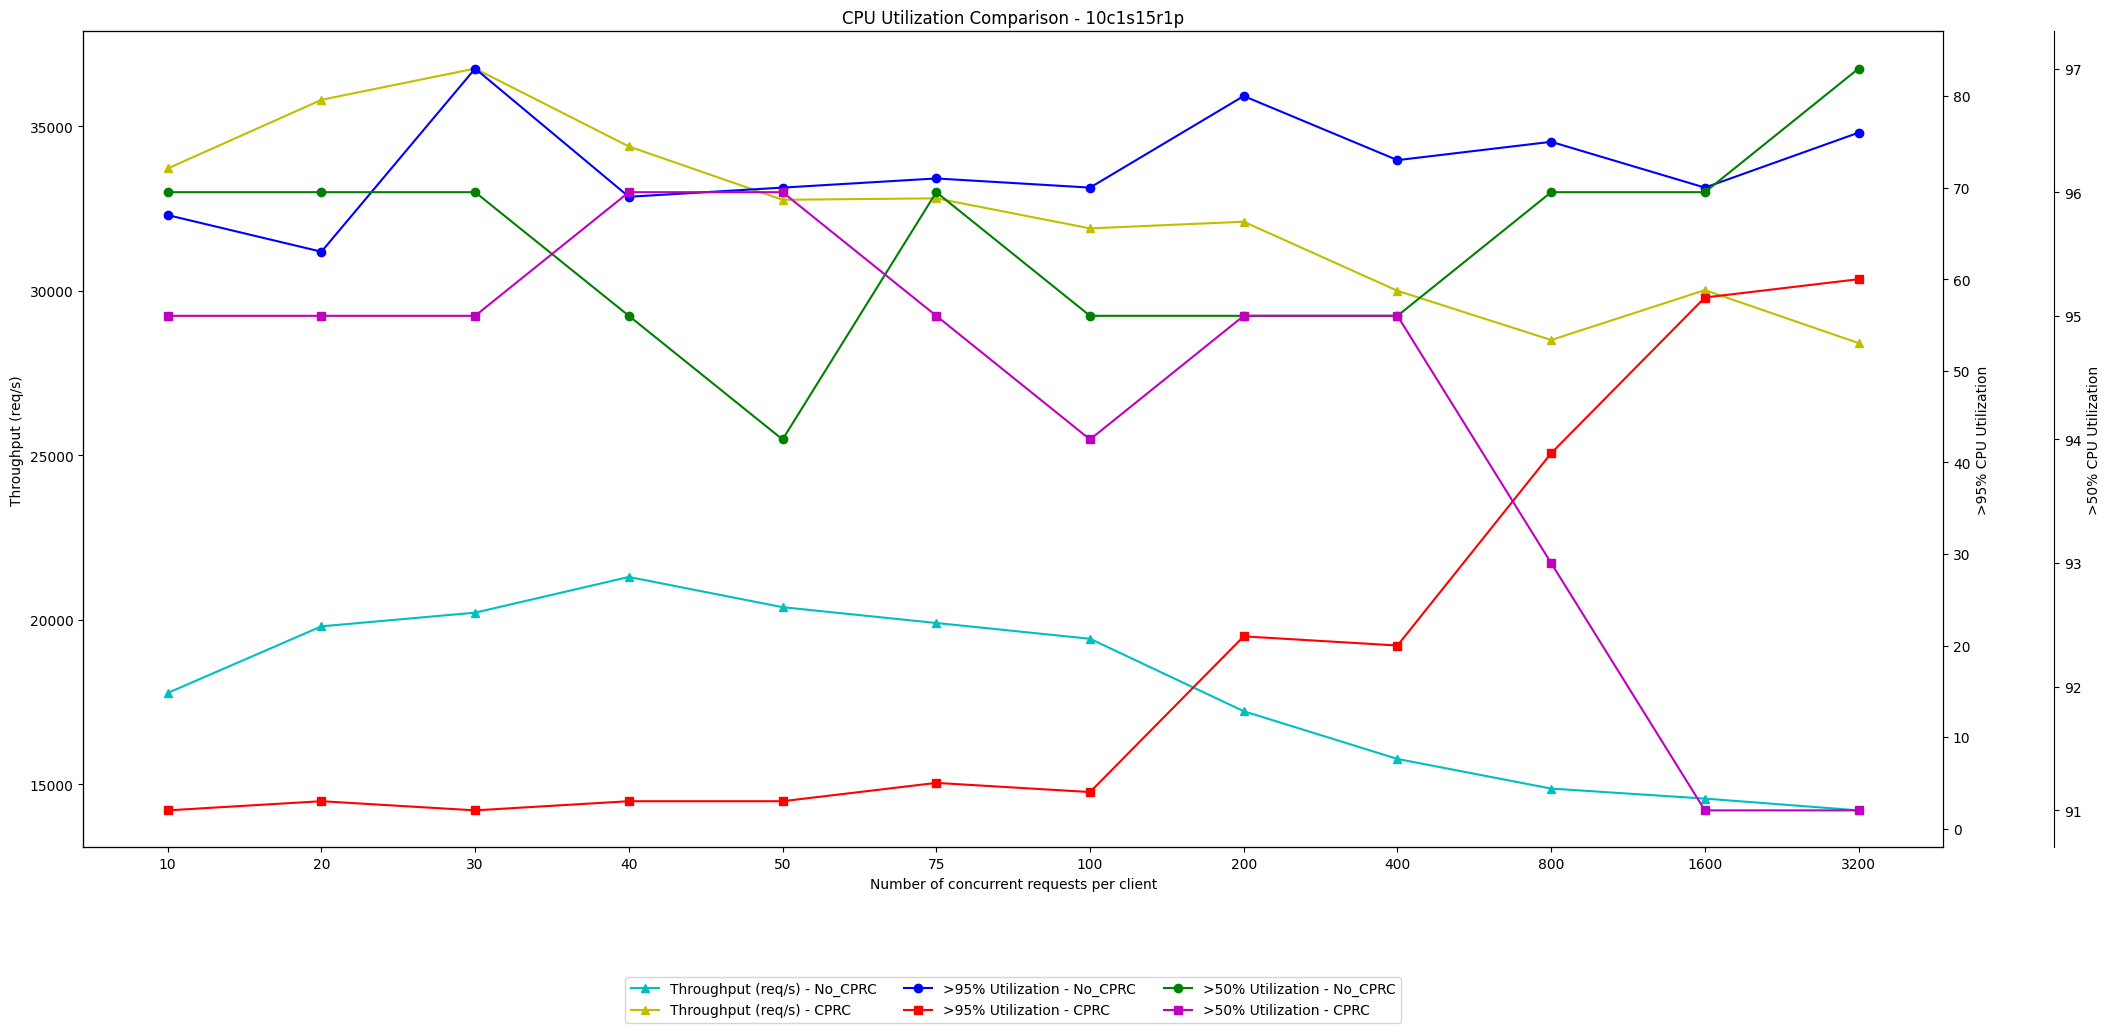 CPU Utilization Comparison - 10c1s15r1p
35000
30000
25000
20000
15000
Throughput (req/s)
80
70
60
50
40
30
20
10
0
>95% CPU Utilization
97
96
95
94
93
92
91
>50% CPU Utilization
10 20 30 40 50 75 100 200 400 800 1600 3200
Number of concurrent requests per client
Throughput (req/s) - No_CPRC
Throughput (req/s) - CPRC
>95% Utilization - No_CPRC
>95% Utilization - CPRC
>50% Utilization - No_CPRC
>50% Utilization - CPRC